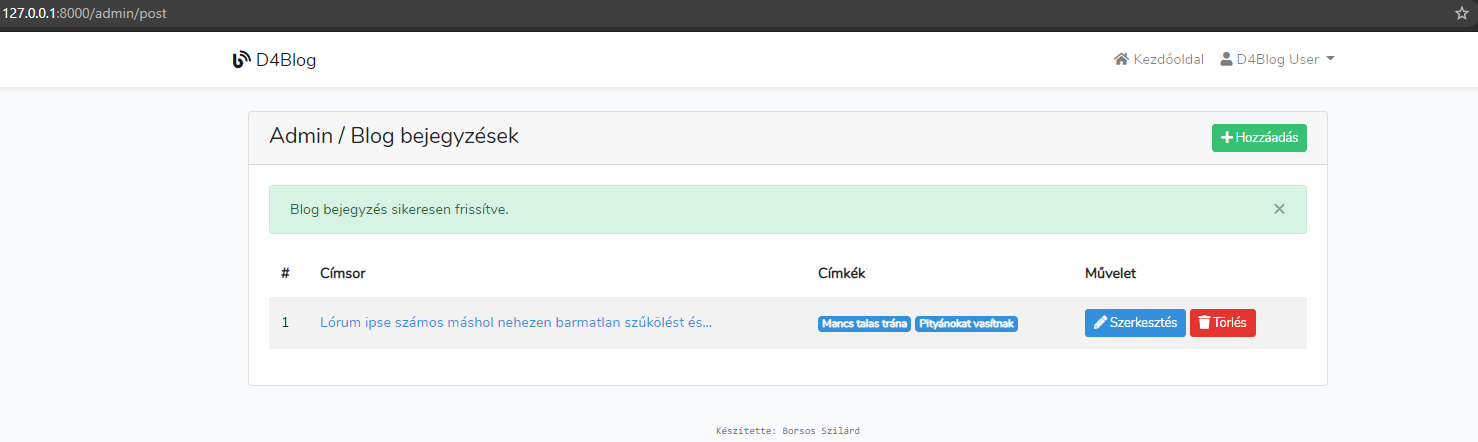 127.0.0.1:8000/admin/post
D4Blog Kezdőoldal D4Blog User
Admin / Blog bejegyzések Hozzáadás
Blog bejegyzés sikeresen frissítve. ×
# Címsor Címkék Művelet
1 Lórum ipse számos máshol nehezen barmatlan szűkölést és... Mancs talas trána Pityánokat vasítnak Szerkesztés Törlés
Készítette: Borsos Szilárd